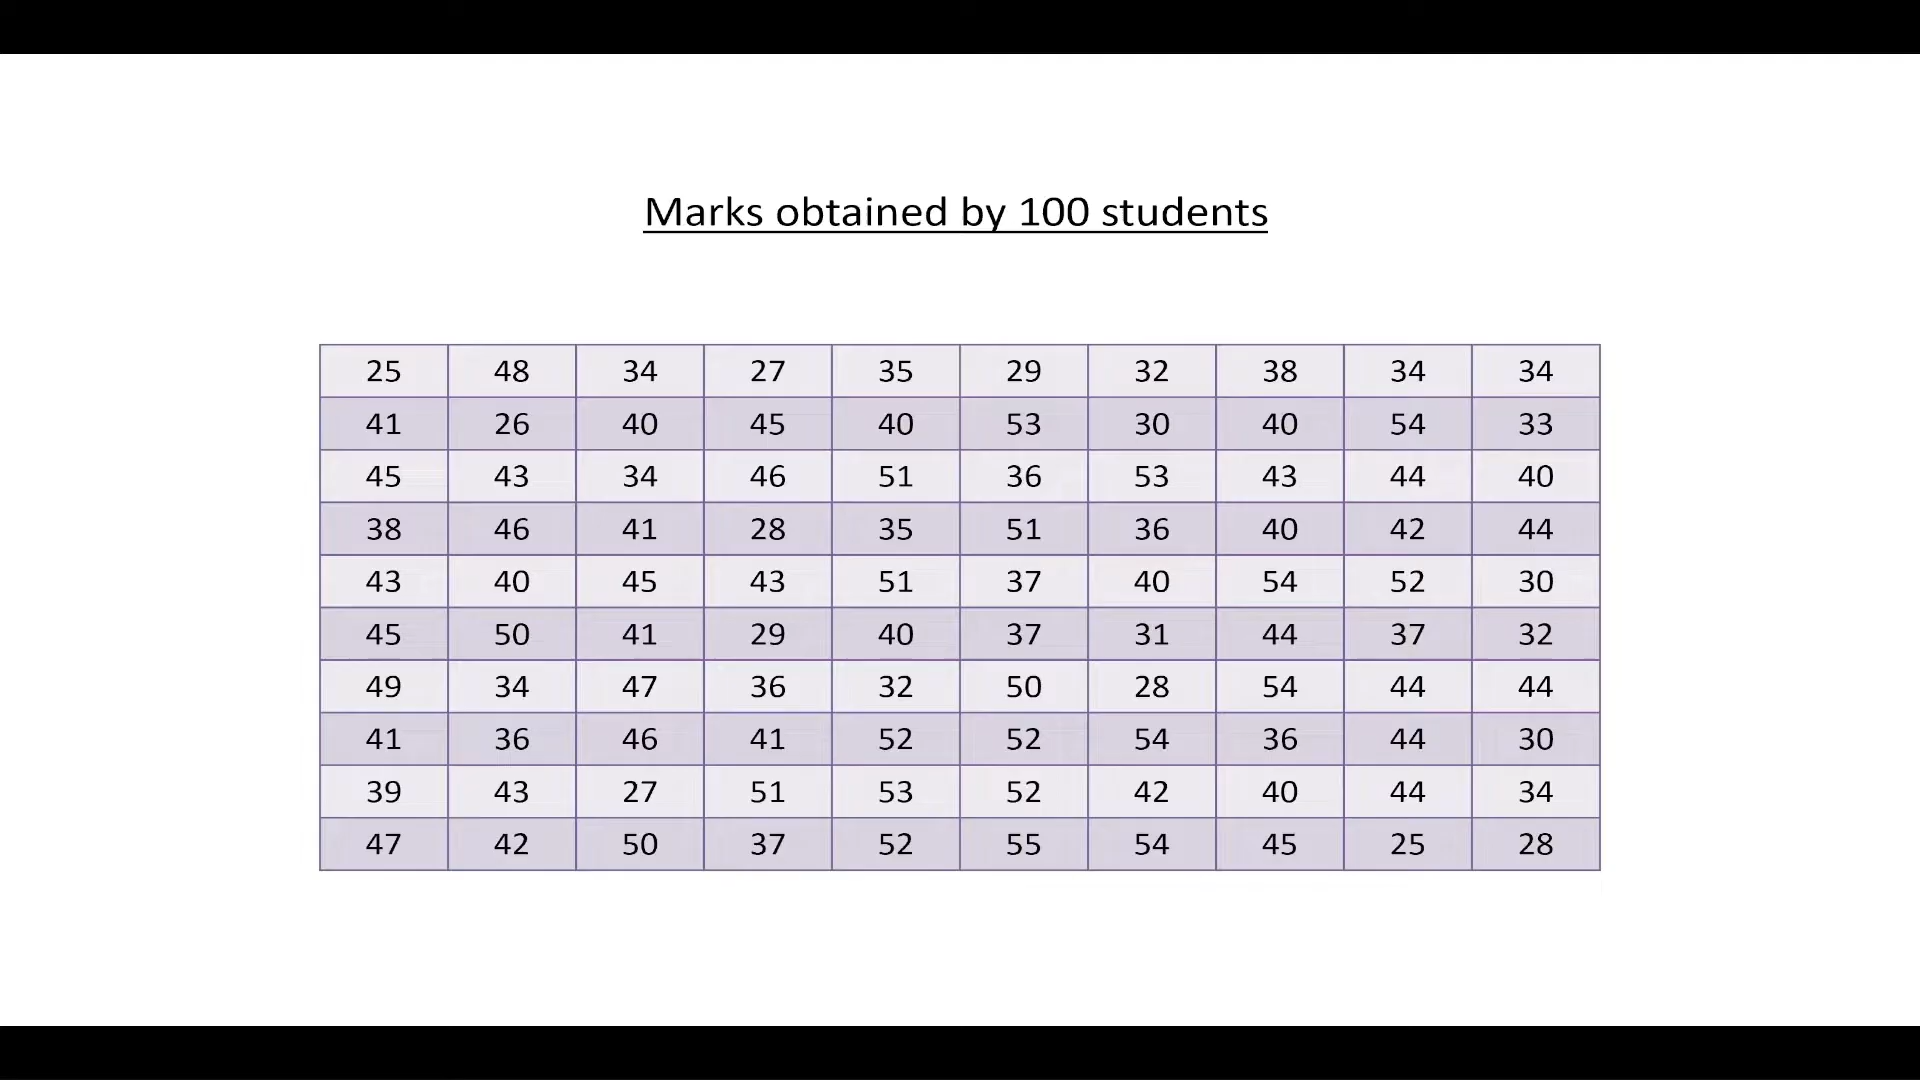 Marks obtained by 100 students
25 48 34 27 35 29 32 38 34 34
41 26 40 45 40 53 30 40 54 33
45 43 34 46 51 36 53 43 44 40
38 46 41 28 35 51 36 40 42 44
43 40 45 43 51 37 40 54 52 30
45 50 41 29 40 37 31 44 37 32
49 34 47 36 32 50 28 54 44 44
41 36 46 41 52 52 54 36 44 30
39 43 27 51 53 52 42 40 44 34
47 42 50 37 52 55 54 45 25 28